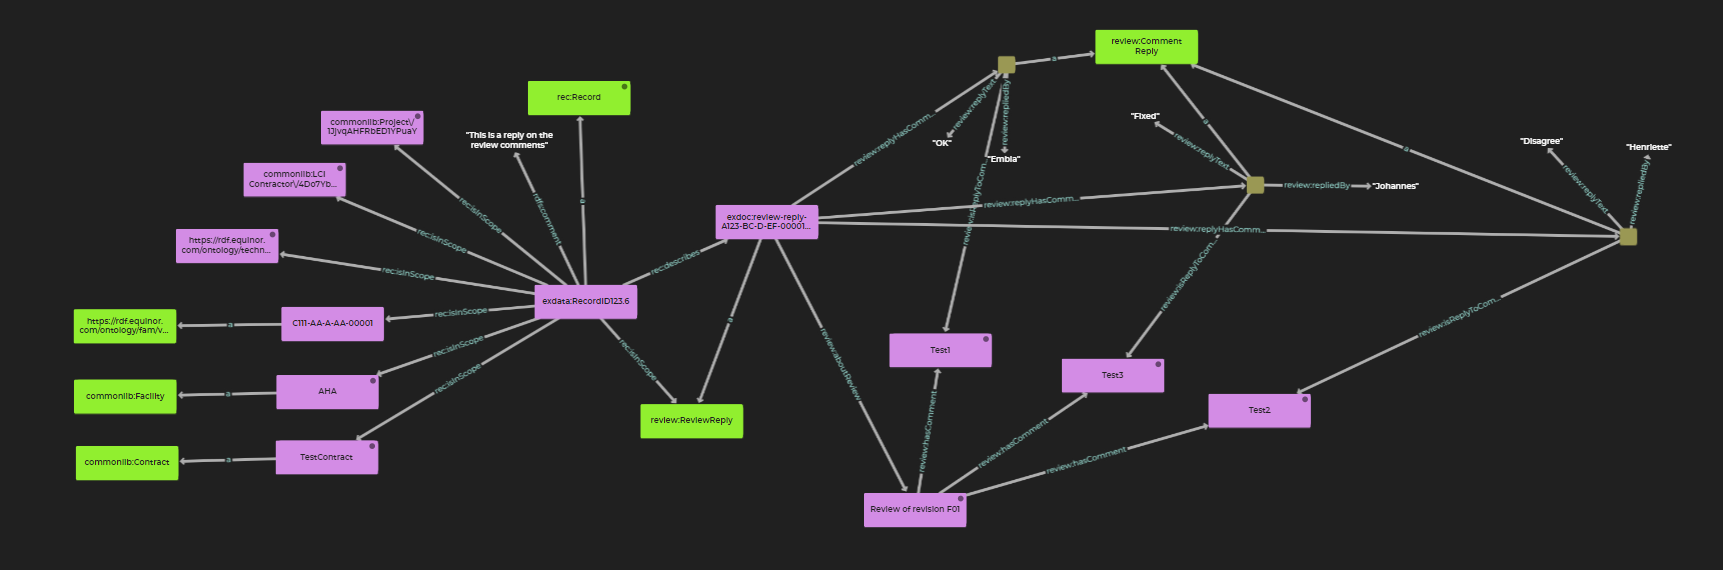 review:Comment
Reply
a
rec:Record
review:replyText
review:repliedBy
review:replyHasComm...
commonlib:Project\/
1JjvqAHFRbED1YPuaY
"This is a reply on the
review comments"
"OK"
"Embla"
"Fixed"
a
review:replyText
"Disagree"
"Henriette"
a
review:replyText
review:repliedBy
commonlib:LCI
Contractor\/4Do7Yb...
rec:isInScope
rdfs:comment
a
review:isReplyToCom...
review:repliedBy
"Johannes"
review:replyHasComm...
exdoc:review-reply-
A123-BC-D-EF-00001...
review:replyHasComm...
https://rdf.equinor.
com/ontology/techn...
rec:isInScope
rec:isInScope
rec:describes
review:isReplyToCom...
exdata:RecordID123.6
https://rdf.equinor.
com/ontology/fam/v...
a
C111-AA-A-AA-00001
rec:isInScope
a
review:isReplyToCom...
rec:isInScope
rec:isInScope
rec:isInScope
review:aboutReview
Test1
Test3
commonlib:Facility
a
AHA
review:ReviewReply
Test2
review:hasComment
review:hasComment
review:hasComment
commonlib:Contract
a
TestContract
Review of revision F01